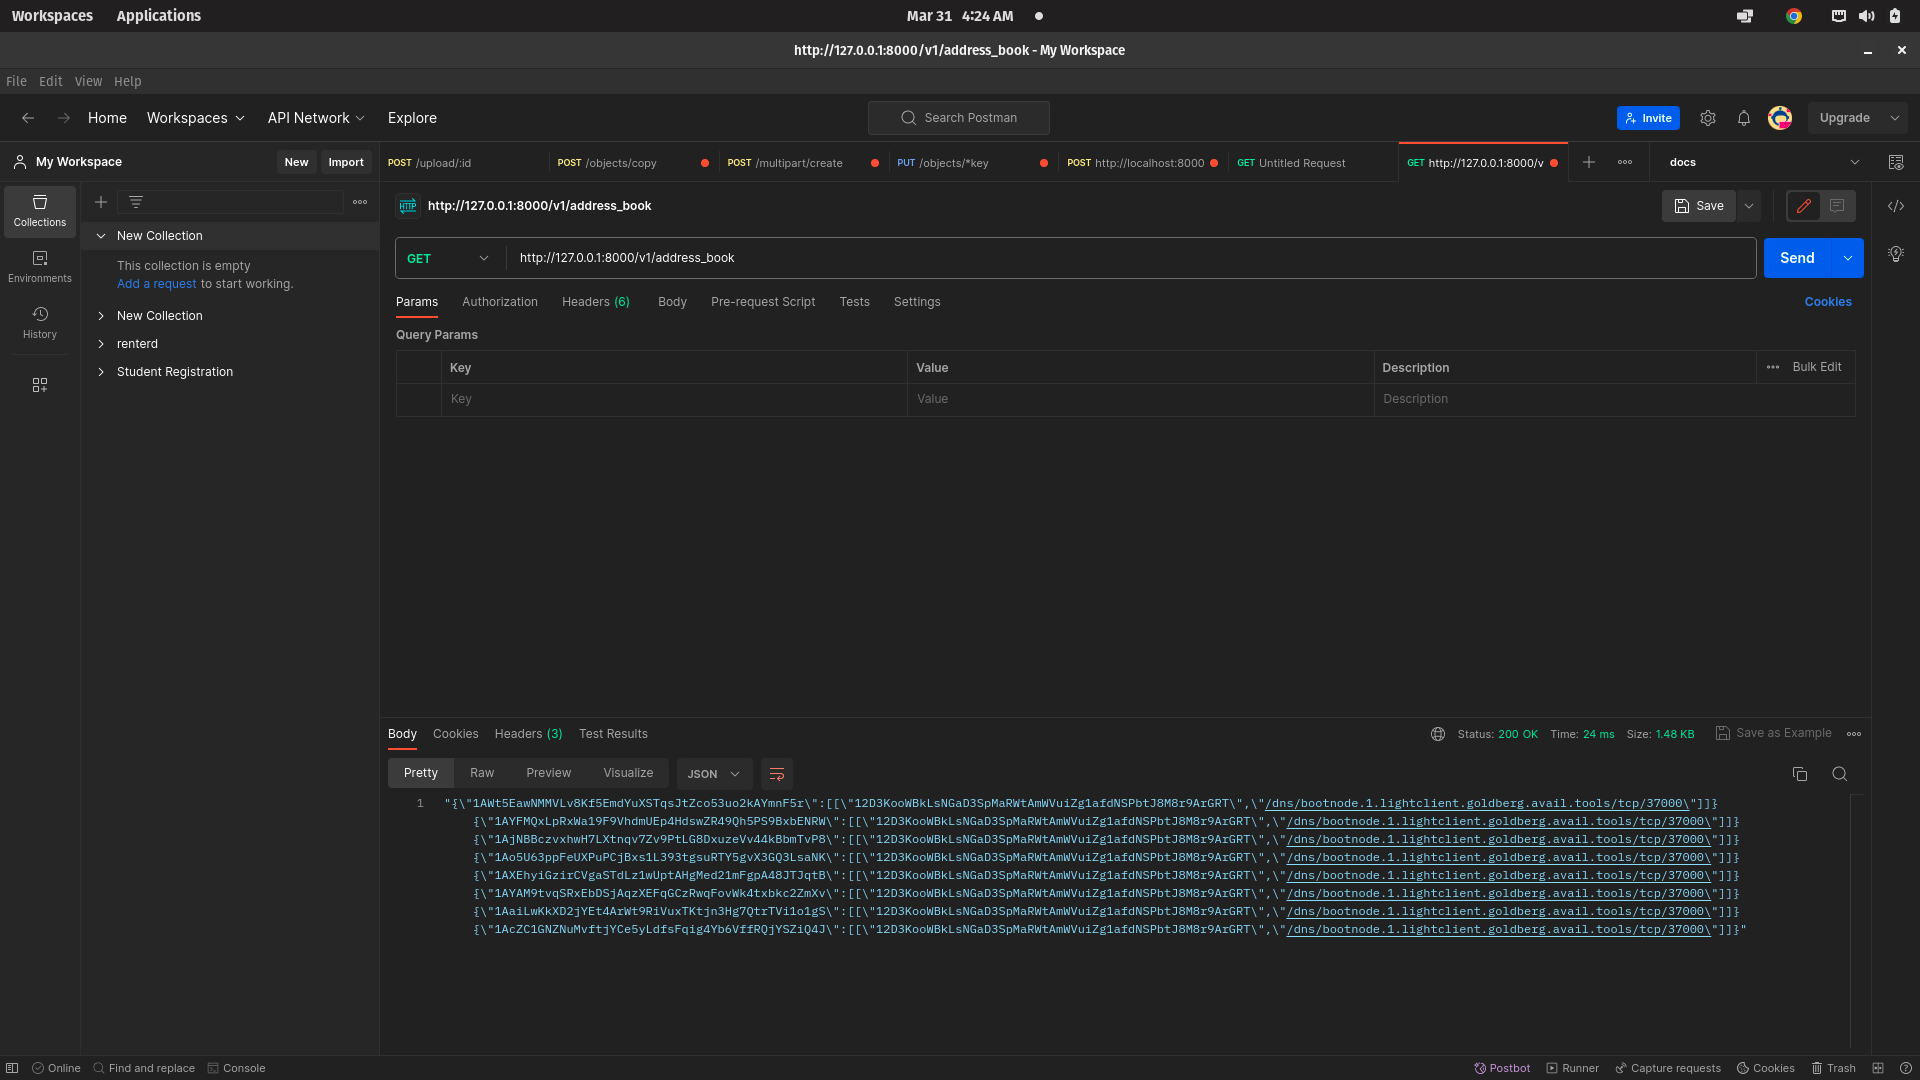 Workspaces Applications Mar 31 4:24 AM
http://127.0.0.1:8000/v1/address_book - My Workspace
File Edit View Help
Home Workspaces API Network Explore Search Postman Invite Upgrade
My Workspace New Import POST /upload/:id POST /objects/copy POST /multipart/create PUT /objects/*key POST http://localhost:8000 GET Untitled Request GET http://127.0.0.1:8000/v docs
Collections
Environments
History
New Collection
This collection is empty
Add a request to start working.
New Collection
renterd
Student Registration
HTTP http://127.0.0.1:8000/v1/address_book Save
GET http://127.0.0.1:8000/v1/address_book Send
Params Authorization Headers (6) Body Pre-request Script Tests Settings Cookies
Query Params
Key Value Description Bulk Edit
Key Value Description
Body Cookies Headers (3) Test Results Status: 200 OK Time: 24 ms Size: 1.48 KB Save as Example
Pretty Raw Preview Visualize JSON
1 "{\"1AWt5EawNMMVLv8Kf5EmdYuXSTqsJtZco53uo2kAYmnF5r\":[[\"12D3KooWBkLsNGaD3SpMaRWtAmWVuiZg1afdNSPbtJ8M8r9ArGRT\",\"/dns/bootnode.1.lightclient.goldberg.avail.tools/tcp/37000\"]]}
{\"1AYFMQxLpRxWa19F9VhdmUEp4HdswZR49Qh5PS9BxbENRW\":[[\"12D3KooWBkLsNGaD3SpMaRWtAmWVuiZg1afdNSPbtJ8M8r9ArGRT\",\"/dns/bootnode.1.lightclient.goldberg.avail.tools/tcp/37000\"]]}
{\"1AjNBBczvxhwH7LXtnqv7Zv9PtLG8DxuzeVv44kBbmTvP8\":[[\"12D3KooWBkLsNGaD3SpMaRWtAmWVuiZg1afdNSPbtJ8M8r9ArGRT\",\"/dns/bootnode.1.lightclient.goldberg.avail.tools/tcp/37000\"]]}
{\"1Ao5U63ppFeUXPuPCjBxs1L393tgsuRTY5gvX3GQ3LsaNK\":[[\"12D3KooWBkLsNGaD3SpMaRWtAmWVuiZg1afdNSPbtJ8M8r9ArGRT\",\"/dns/bootnode.1.lightclient.goldberg.avail.tools/tcp/37000\"]]}
{\"1AXEhyiGzirCVgaSTdLz1wUptAHgMed21mFgpA48JTJqtB\":[[\"12D3KooWBkLsNGaD3SpMaRWtAmWVuiZg1afdNSPbtJ8M8r9ArGRT\",\"/dns/bootnode.1.lightclient.goldberg.avail.tools/tcp/37000\"]]}
{\"1AYAM9tvqSRxEbDSjAqzXEFqGCzRwqFovWk4txbkc2ZmXv\":[[\"12D3KooWBkLsNGaD3SpMaRWtAmWVuiZg1afdNSPbtJ8M8r9ArGRT\",\"/dns/bootnode.1.lightclient.goldberg.avail.tools/tcp/37000\"]]}
{\"1AaiLwKkXD2jYEt4ArWt9RiVuxTKtjn3Hg7QtrTVi1o1gS\":[[\"12D3KooWBkLsNGaD3SpMaRWtAmWVuiZg1afdNSPbtJ8M8r9ArGRT\",\"/dns/bootnode.1.lightclient.goldberg.avail.tools/tcp/37000\"]]}
{\"1AcZC1GNZNuMvftjYCe5yLdfsFqig4Yb6VffRQjYSZiQ4J\":[[\"12D3KooWBkLsNGaD3SpMaRWtAmWVuiZg1afdNSPbtJ8M8r9ArGRT\",\"/dns/bootnode.1.lightclient.goldberg.avail.tools/tcp/37000\"]]}"
Online Find and replace Console Postbot Runner Capture requests Cookies Trash